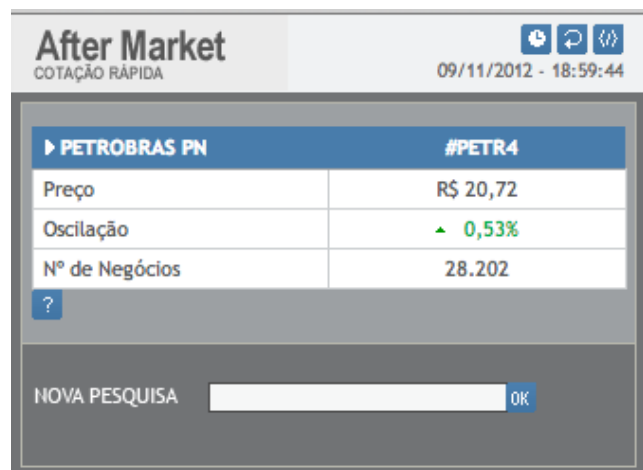 After Market
COTAÇÃO RÁPIDA
09/11/2012 - 18:59:44
PETROBRAS PN #PETR4
Preço R$ 20,72
Oscilação 0,53%
Nº de Negócios 28.202
?
NOVA PESQUISA OK